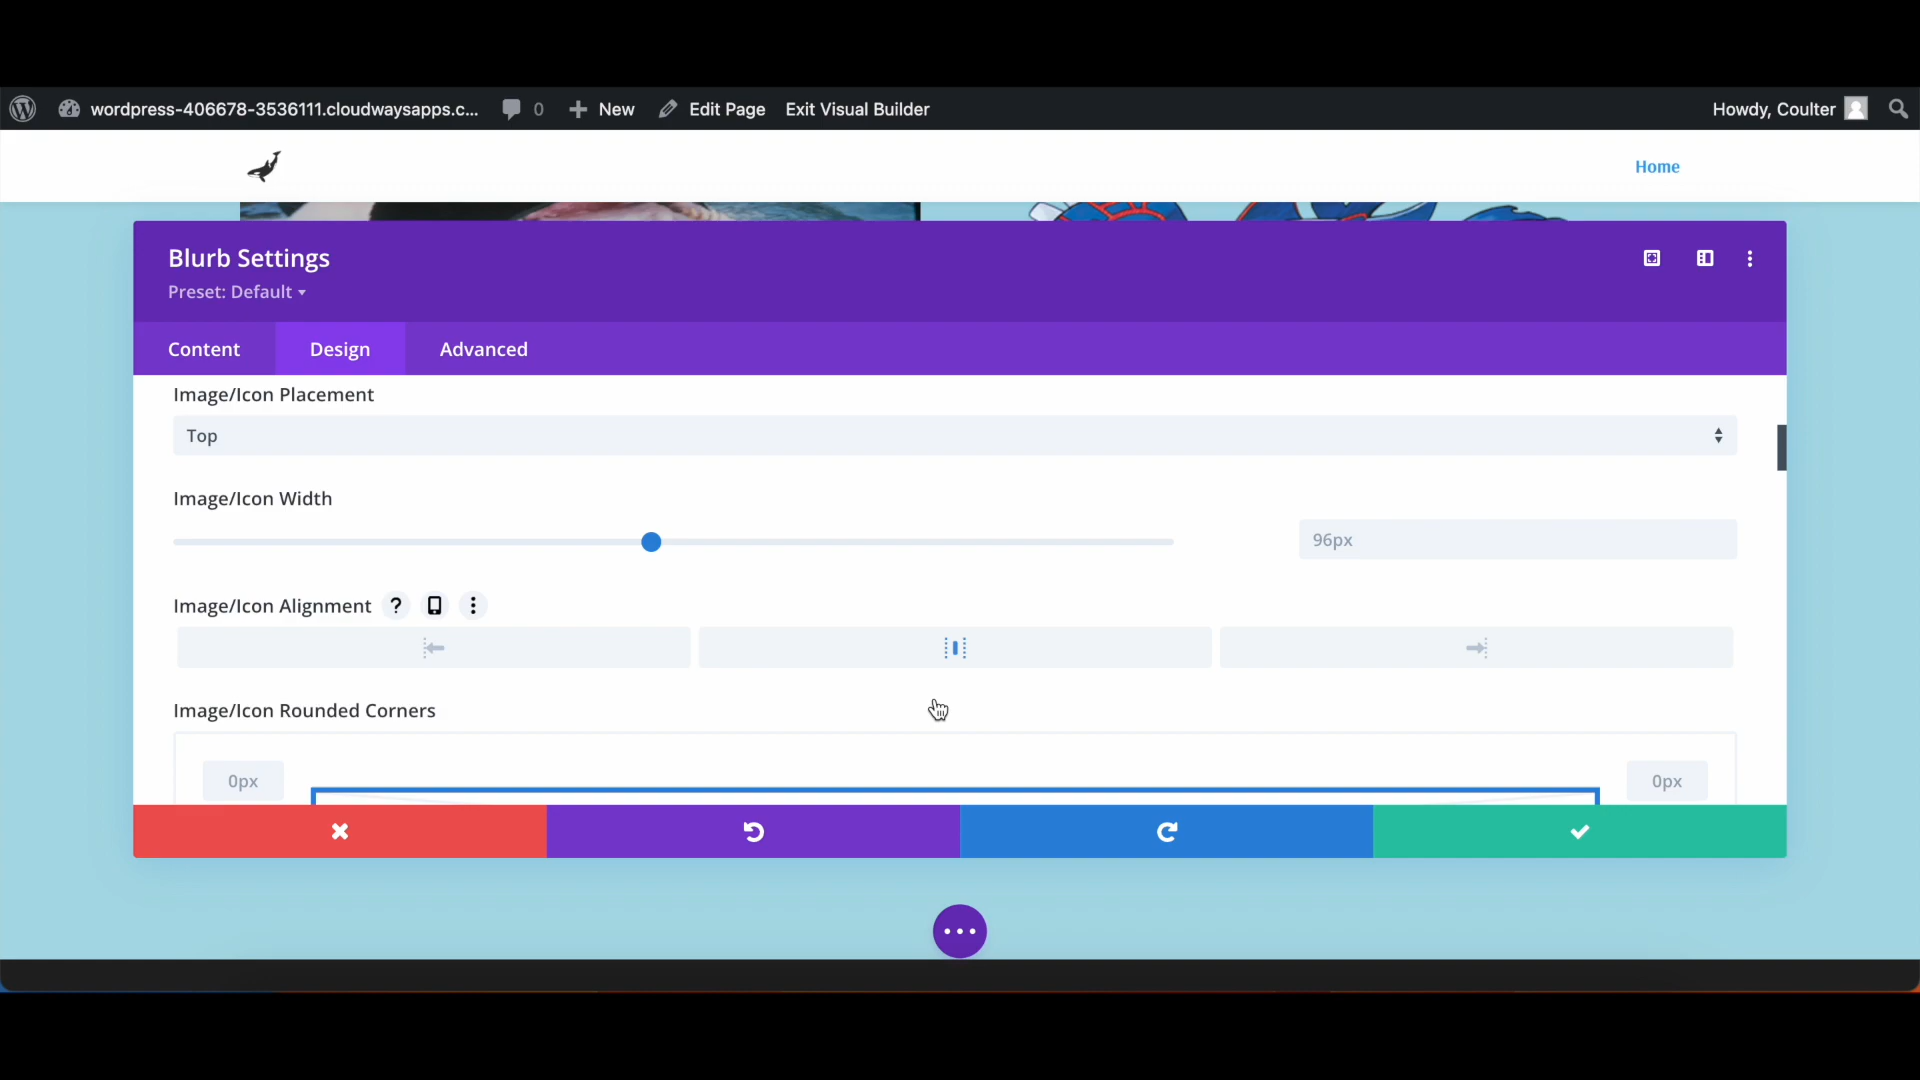 wordpress-406678-3536111.cloudwaysapps.c... 0 New Edit Page Exit Visual Builder Howdy, Coulter
Home
Blurb Settings
Preset: Default
Content Design Advanced
Image/Icon Placement
Top
Image/Icon Width
96px
Image/Icon Alignment ?
Image/Icon Rounded Corners
0px 0px